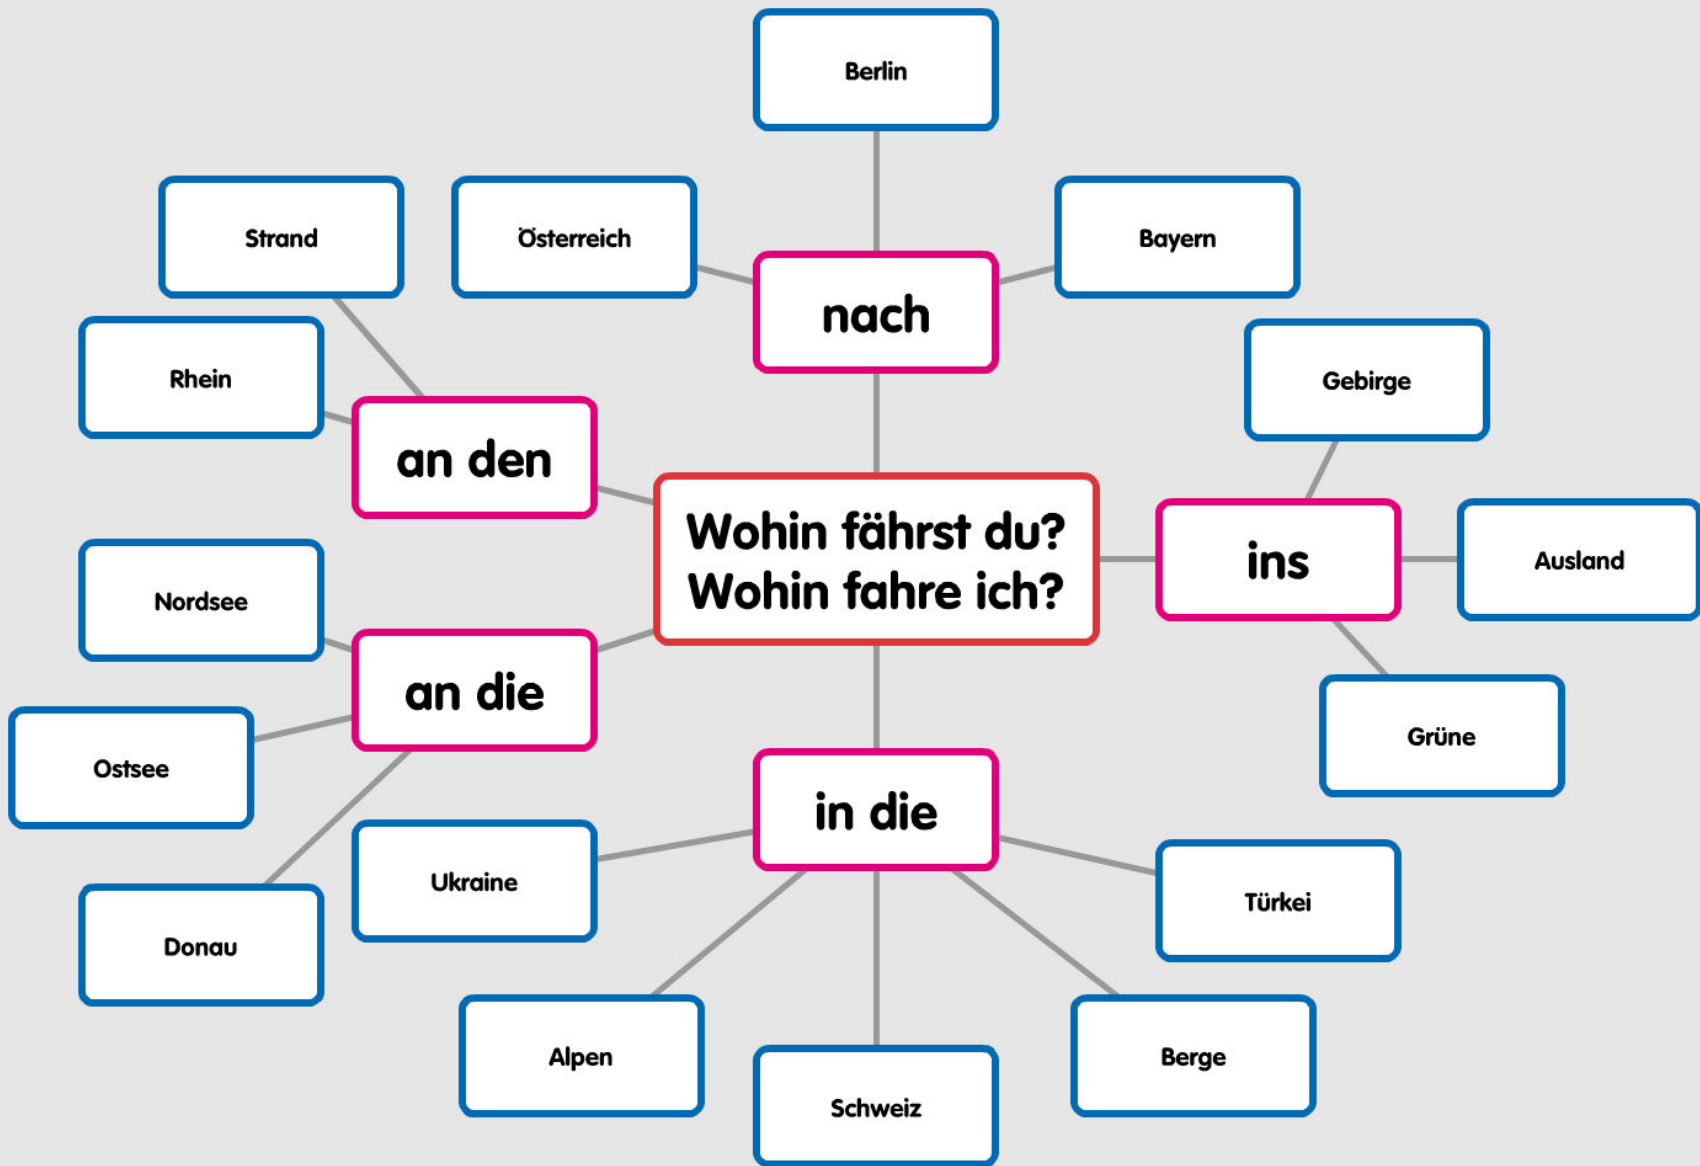 Berlin
Strand
Österreich
Bayern
nach
Rhein
Gebirge
an den
Wohin fährst du?
Wohin fahre ich?
ins
Ausland
Nordsee
an die
Grüne
Ostsee
in die
Ukraine
Türkei
Donau
Alpen
Berge
Schweiz